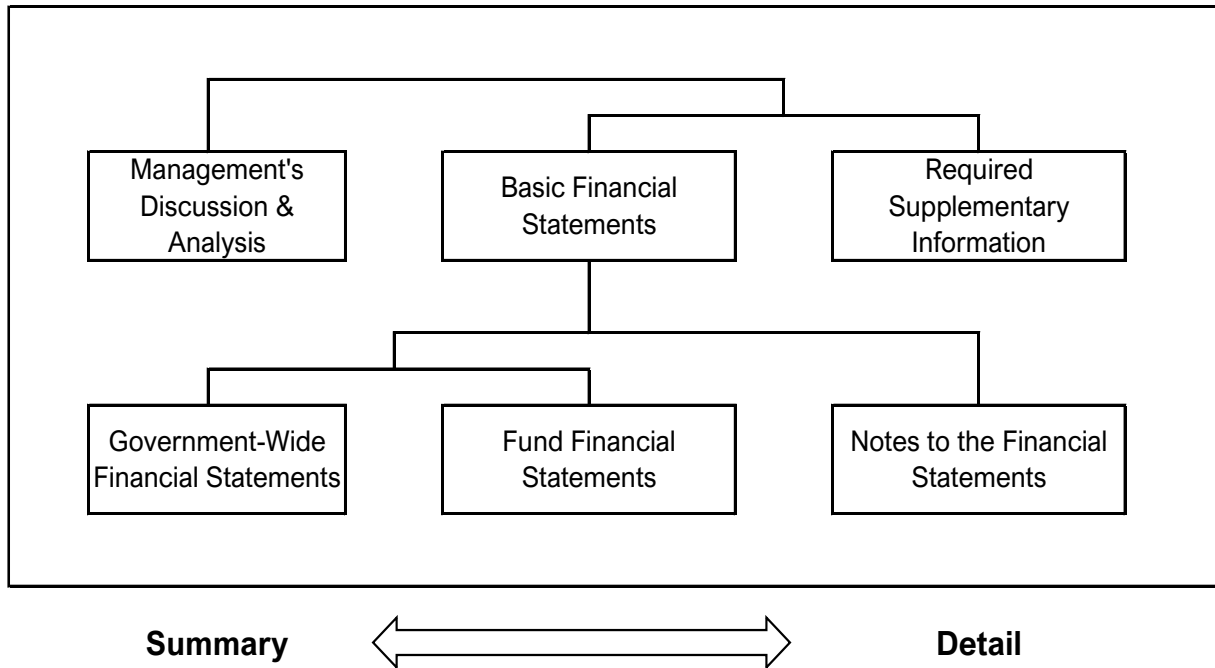 Management's
Discussion &
Analysis
Basic Financial
Statements
Required
Supplementary
Information
Government-Wide
Financial Statements
Fund Financial
Statements
Notes to the Financial
Statements
Summary
Detail